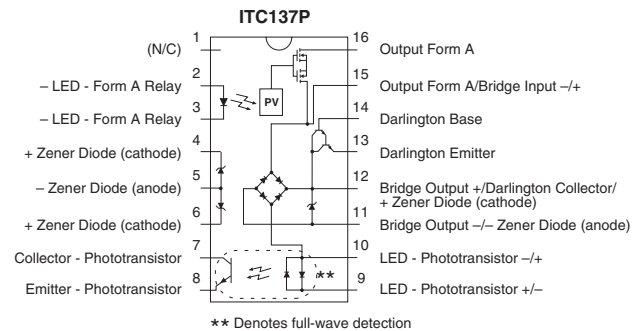 ITC137P
1
(N/C)
2
– LED - Form A Relay
3
– LED - Form A Relay
4
+ Zener Diode (cathode)
5
– Zener Diode (anode)
6
+ Zener Diode (cathode)
7
Collector - Phototransistor
8
Emitter - Phototransistor
PV
**
16
Output Form A
15
Output Form A/Bridge Input –/+
14
Darlington Base
13
Darlington Emitter
12
Bridge Output +/Darlington Collector/
+ Zener Diode (cathode)
11
Bridge Output –/– Zener Diode (anode)
10
LED - Phototransistor –/+
9
LED - Phototransistor +/–
** Denotes full-wave detection